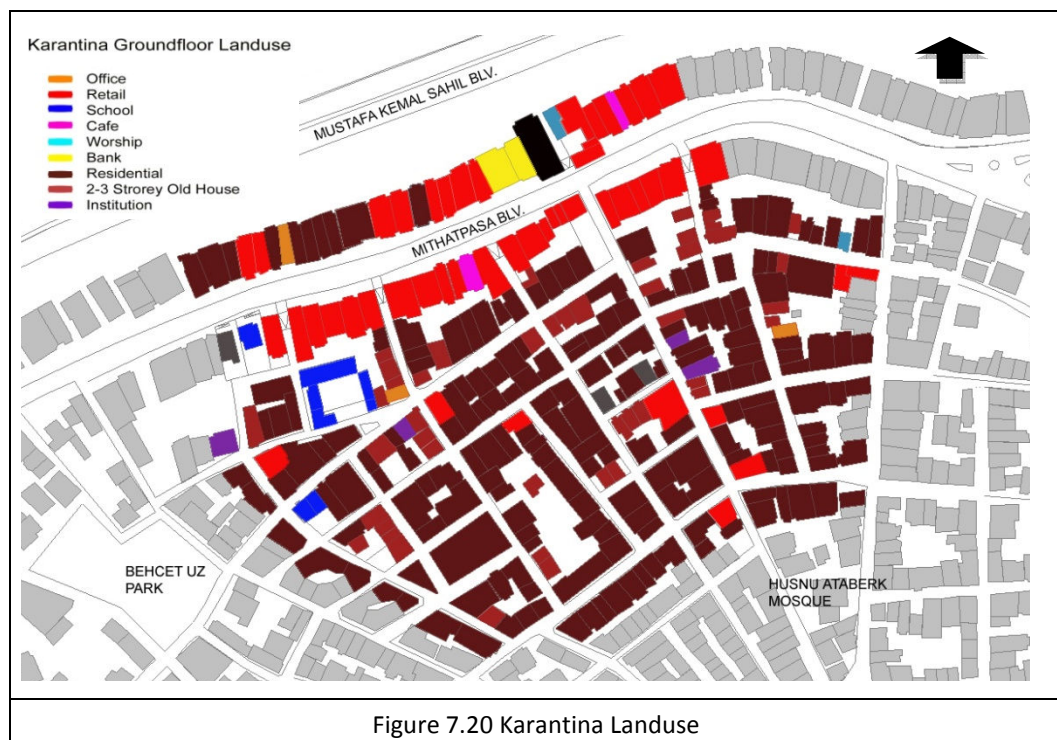 Karantina Groundfloor Landuse
Office
Retail
School
Cafe
Worship
Bank
Residential
2-3 Strorey Old House
Institution
MUSTAFA KEMAL SAHIL BLV.
MITHATPASA BLV.
BEHCET UZ
PARK
HUSNU ATABERK
MOSQUE
Figure 7.20 Karantina Landuse